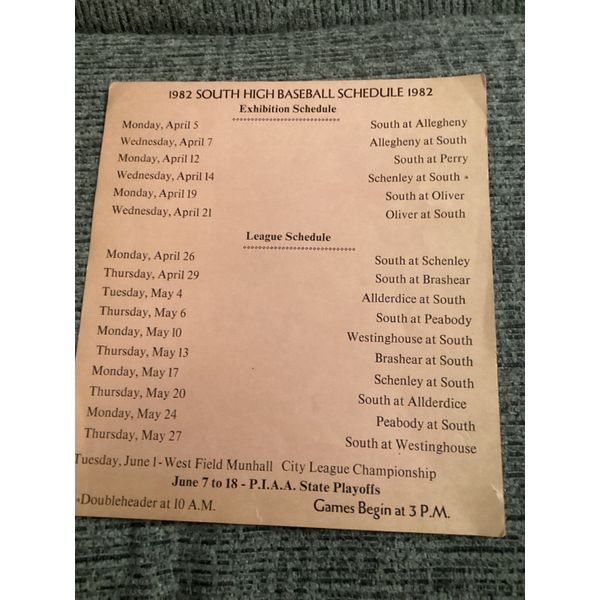 1982 SOUTH HIGH BASEBALL SCHEDULE 1982
Exhibition Schedule
Monday, April 5 South at Allegheny
Wednesday, April 7 Allegheny at South
Monday, April 12 South at Perry
Wednesday, April 14 Schenley at South *
Monday, April 19 South at Oliver
Wednesday, April 21 Oliver at South
League Schedule
Monday, April 26 South at Schenley
Thursday, April 29 South at Brashear
Tuesday, May 4 Allderdice at South
Thursday, May 6 South at Peabody
Monday, May 10 Westinghouse at South
Thursday, May 13 Brashear at South
Monday, May 17 Schenley at South
Thursday, May 20 South at Allderdice
Monday, May 24 Peabody at South
Thursday, May 27 South at Westinghouse
Tuesday, June 1- West Field Munhall City League Championship
June 7 to 18 - P.I.A.A. State Playoffs
*Doubleheader at 10 A.M. Games Begin at 3 P.M.